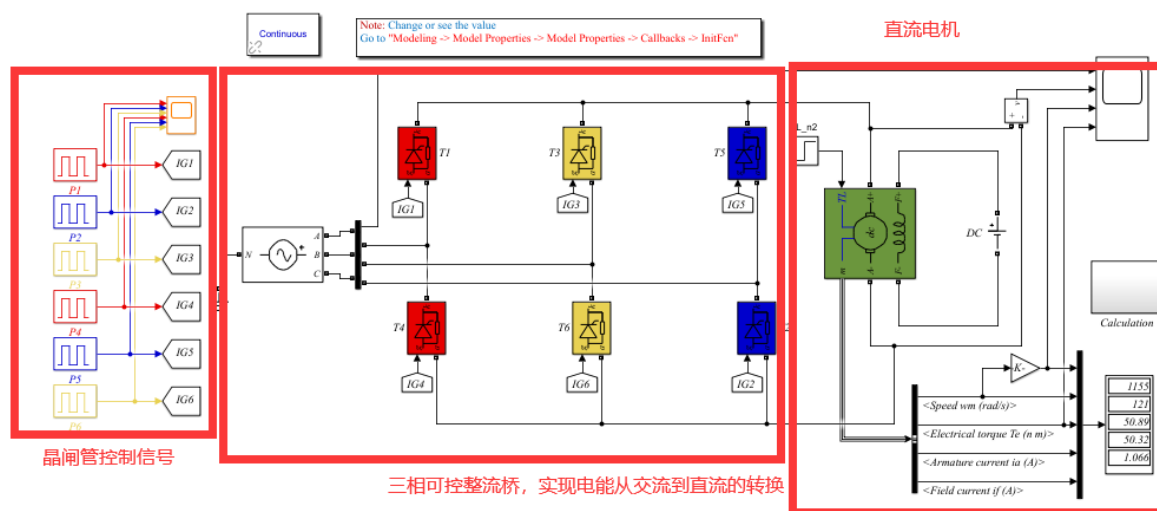 直流电机
Continuous
Note: Change or see the value
Go to "Modeling -> Model Properties -> Model Properties -> Callbacks -> InitFcn"
P1
P2
P3
P4
P5
P6
IG1
IG2
IG3
IG4
IG5
IG6
晶闸管控制信号
N
A
B
C
T1
IG1
T3
IG3
T5
IG5
T4
IG4
T6
IG6
IG2
三相可控整流桥，实现电能从交流到直流的转换
L_n2
TL
A+
F+
dc
m
A-
F-
DC
Calculation
K-
<Speed wm (rad/s)>
<Electrical torque Te (n m)>
<Armature current ia (A)>
<Field current if (A)>
1155
121
50.89
50.32
1.066